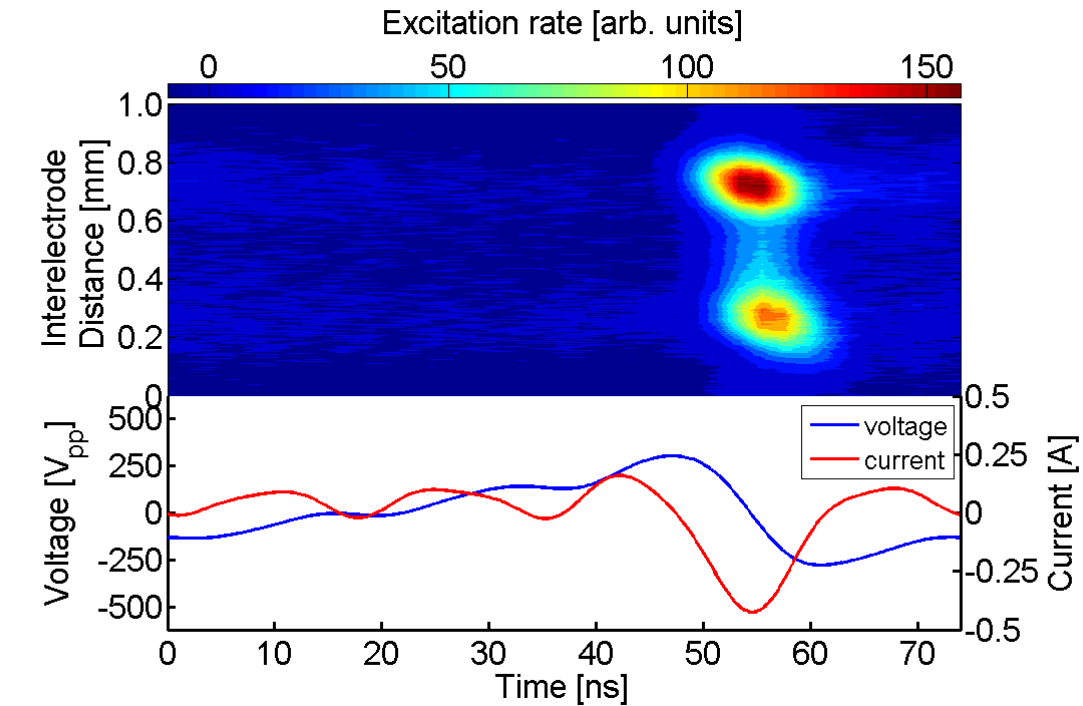 Excitation rate [arb. units]
0 50 100 150
Interelectrode
Distance [mm]
1.0
0.8
0.6
0.4
0.2
0
Voltage [Vpp]
500
250
0
-250
-500
voltage
current
0.5
0.25
0
-0.25
-0.5
Current [A]
0 10 20 30 40 50 60 70
Time [ns]